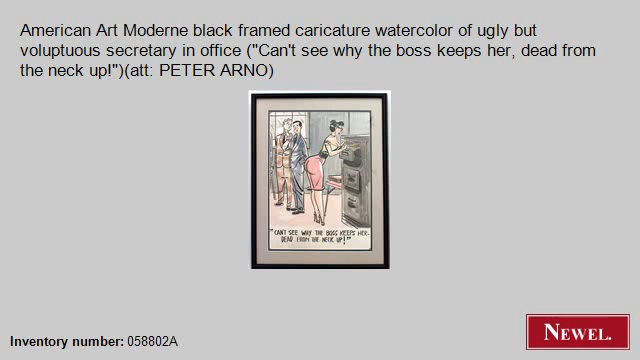 American Art Moderne black framed caricature watercolor of ugly but
voluptuous secretary in office ("Can't see why the boss keeps her, dead from
the neck up!")(att: PETER ARNO)
"CAN'T SEE WHY THE BOSS KEEPS HER.
DEAD FROM THE NECK UP!"
Inventory number: 058802A
NEWEL.